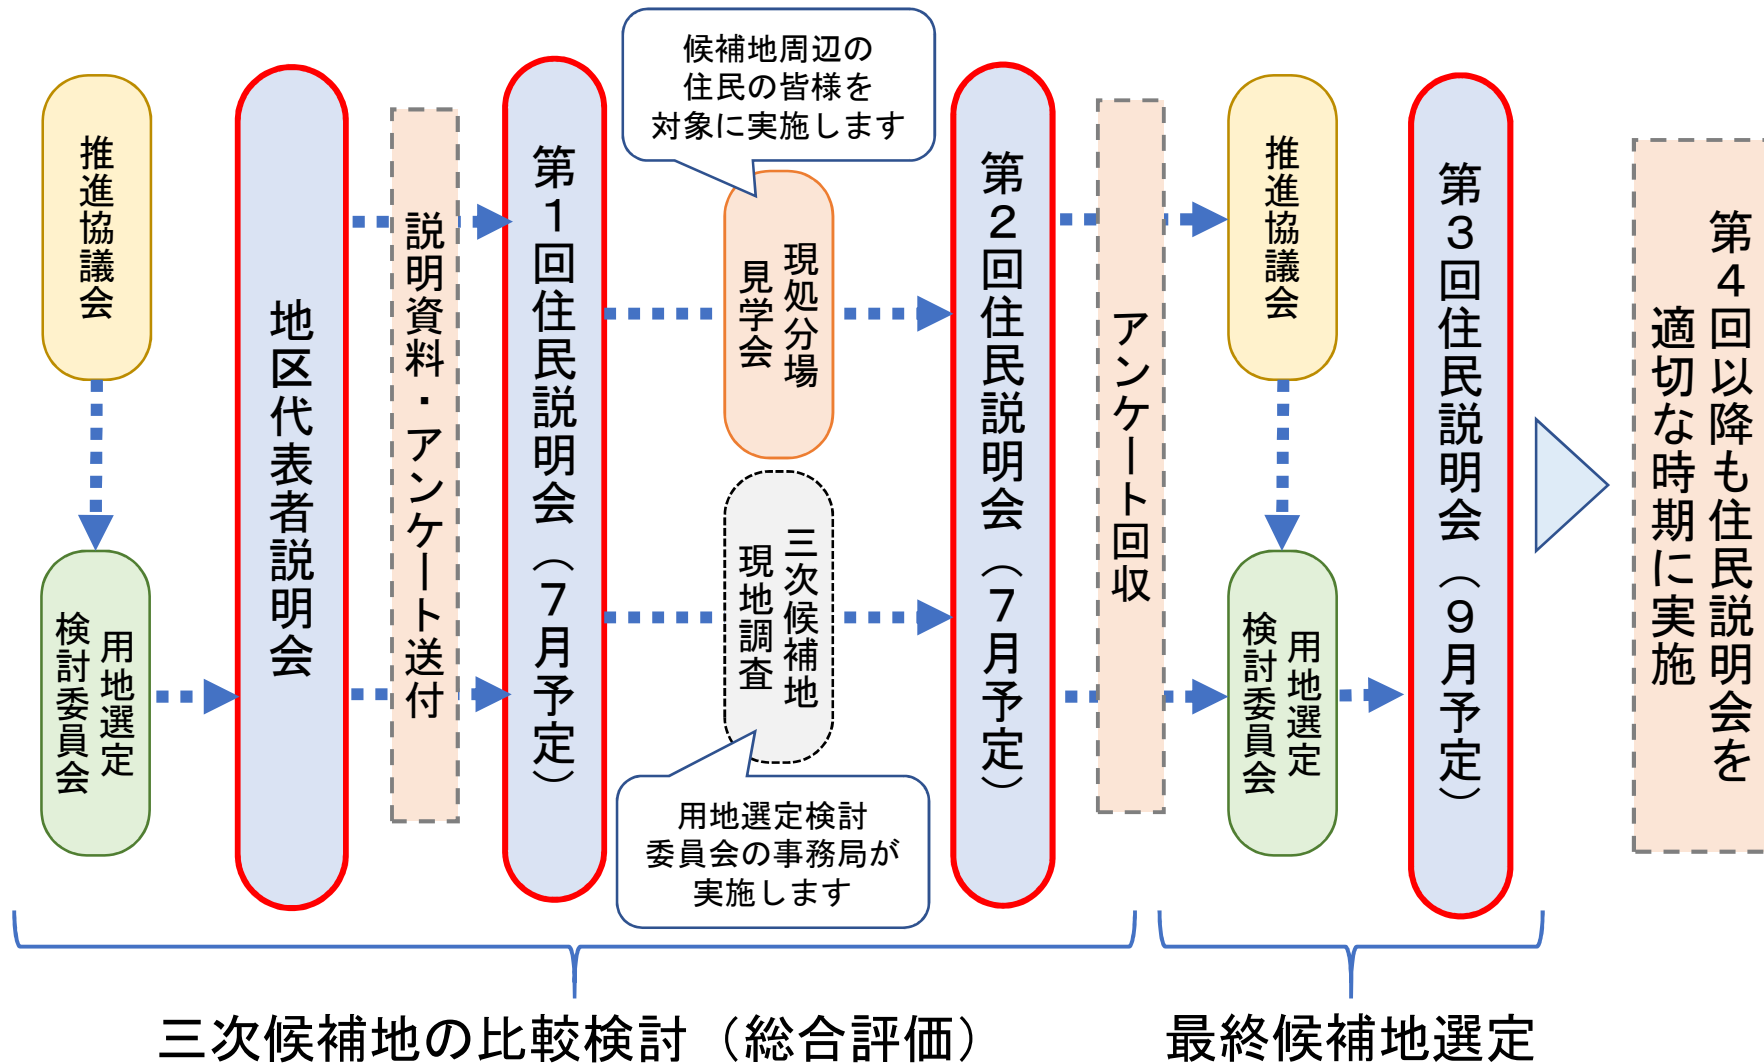 推進協議会
用地選定
検討委員会
地区代表者説明会
説明資料・アンケート送付
第１回住民説明会（７月予定）
候補地周辺の
住民の皆様を
対象に実施します
現処分場
見学会
三次候補地
現地調査
用地選定検討
委員会の事務局が
実施します
第２回住民説明会（７月予定）
アンケート回収
推進協議会
用地選定
検討委員会
第３回住民説明会（９月予定）
第４回以降も住民説明会を
適切な時期に実施
三次候補地の比較検討（総合評価）
最終候補地選定